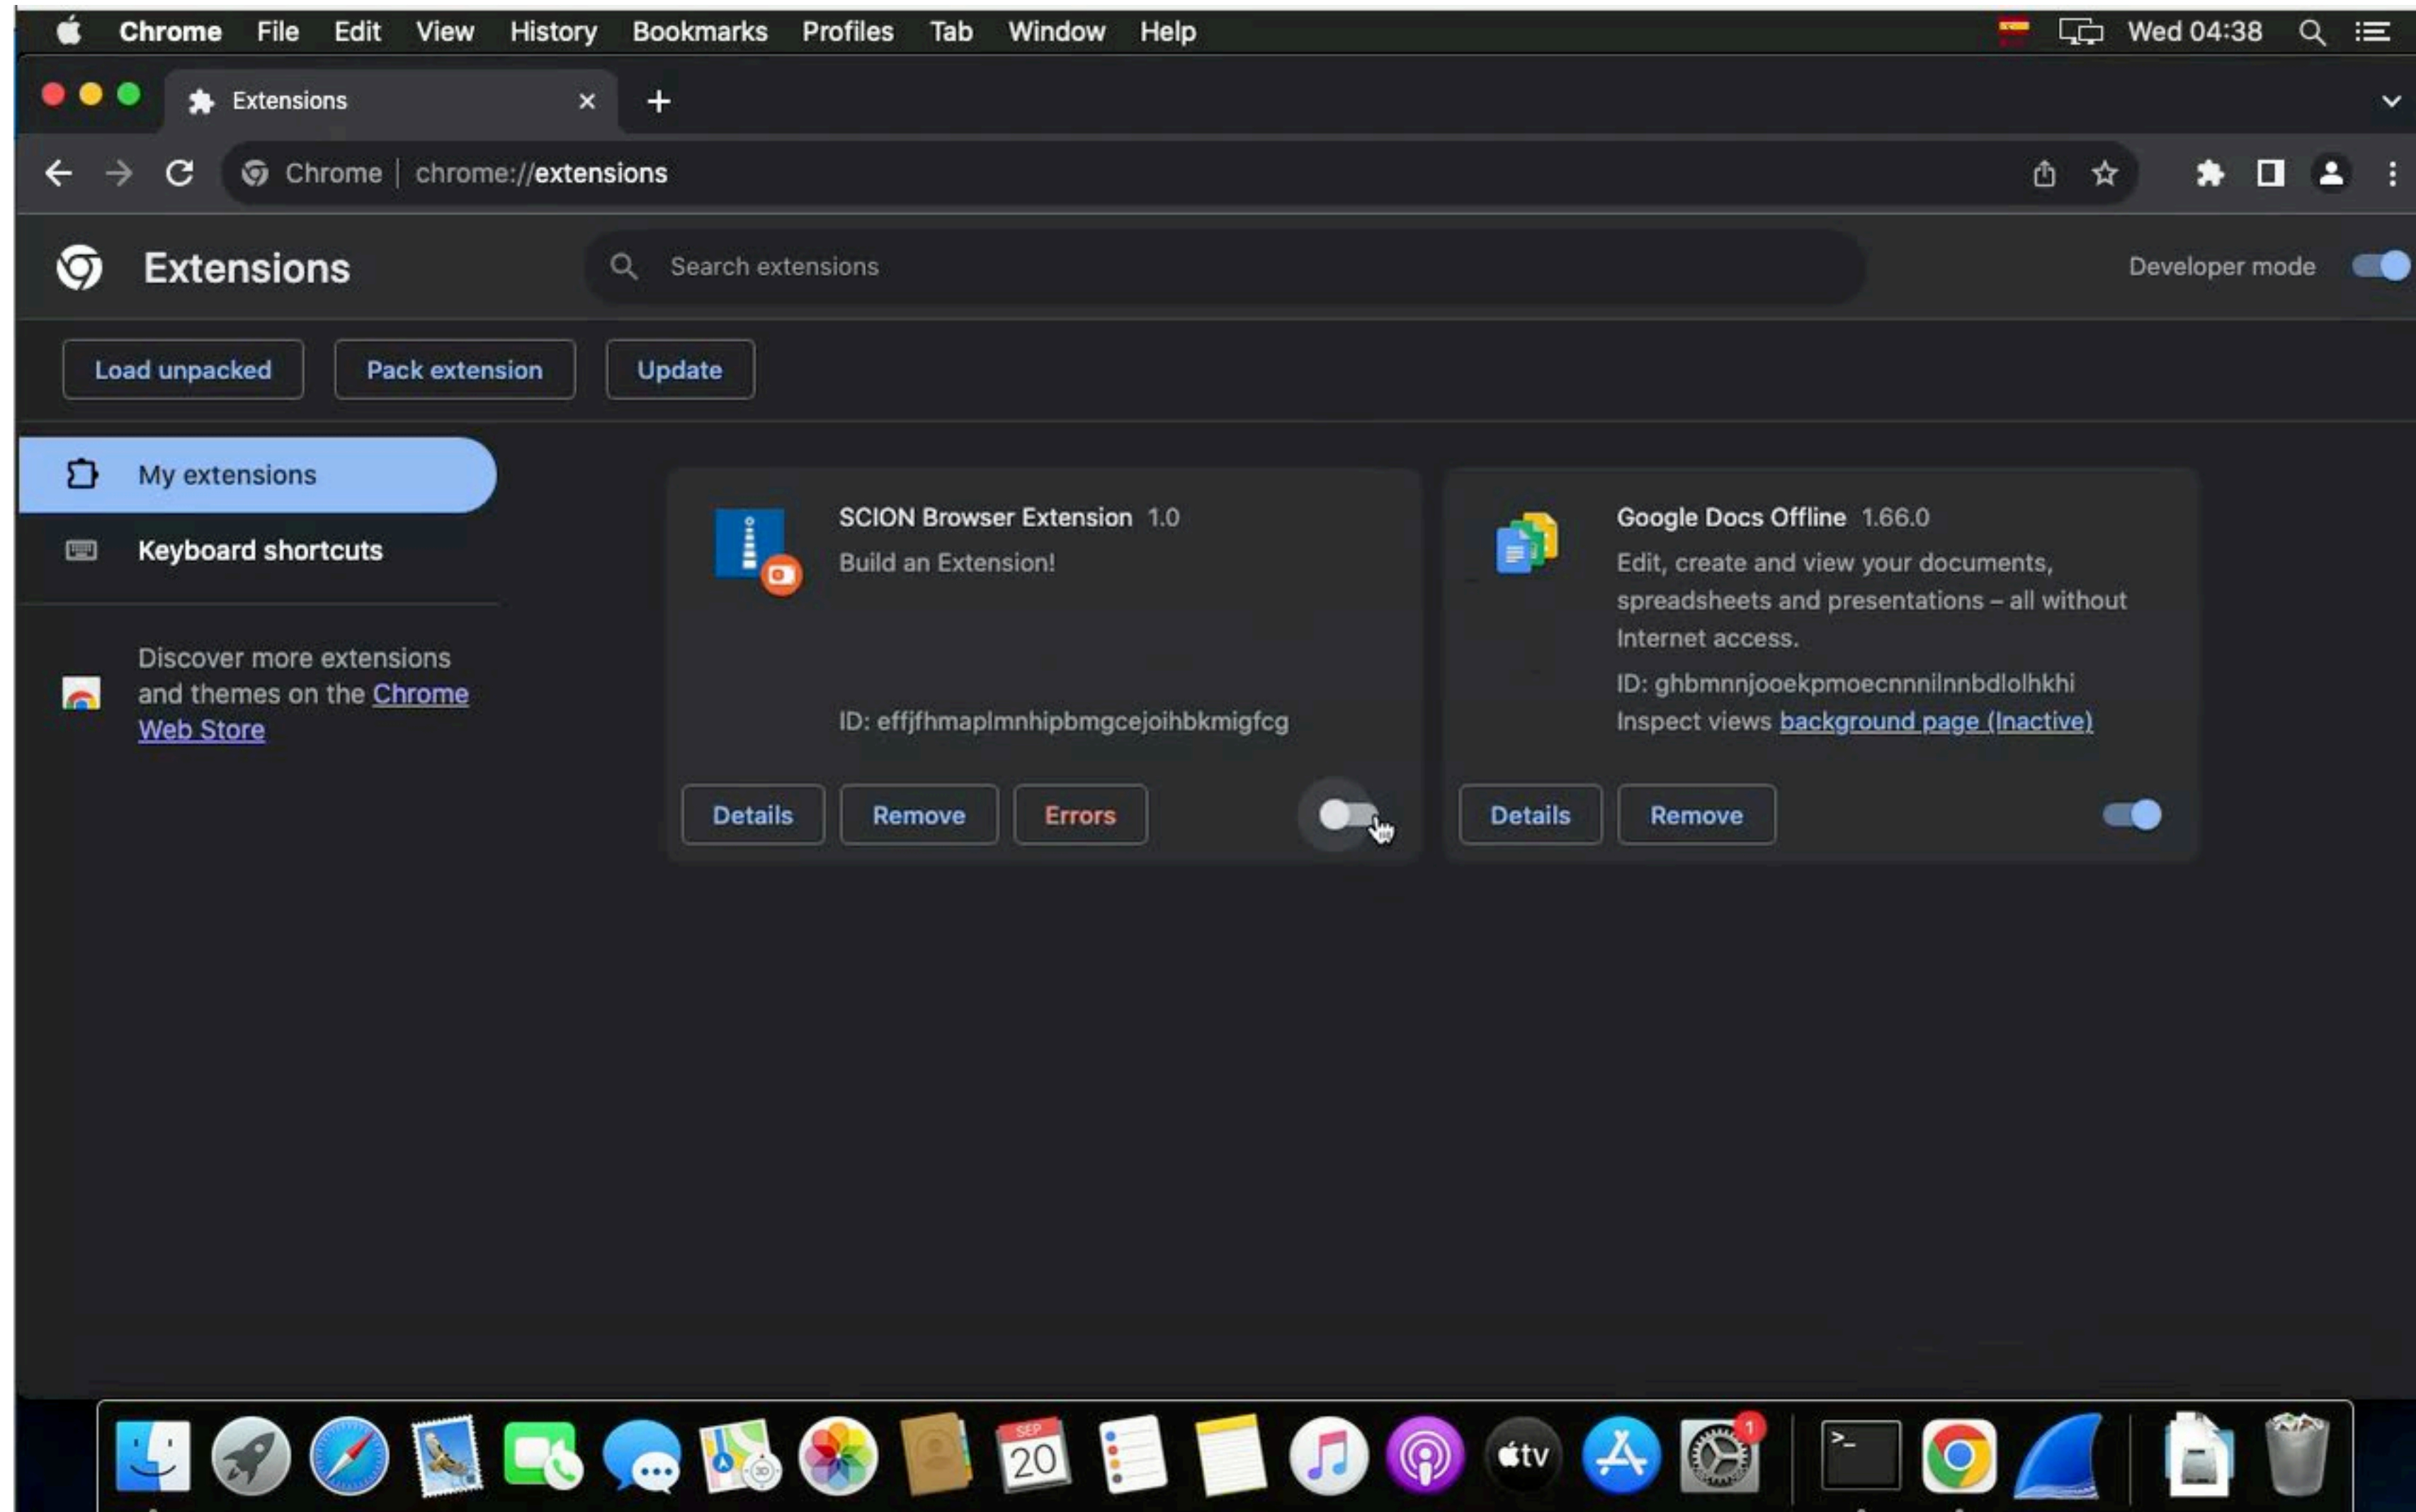 Chrome File Edit View History Bookmarks Profiles Tab Window Help Wed 04:38
Extensions
Chrome | chrome://extensions
Extensions Search extensions Developer mode
Load unpacked Pack extension Update
My extensions
Keyboard shortcuts
Discover more extensions
and themes on the Chrome
Web Store
SCION Browser Extension 1.0
Build an Extension!
ID: effjfhmaplmnhipbmgcejoihbkmigfcg
Details Remove Errors
Google Docs Offline 1.66.0
Edit, create and view your documents,
spreadsheets and presentations – all without
Internet access.
ID: ghbmnnjooekpmoecnnnilnnbdlolhkhi
Inspect views background page (Inactive)
Details Remove
SEP
20
3D
tv
1
>_